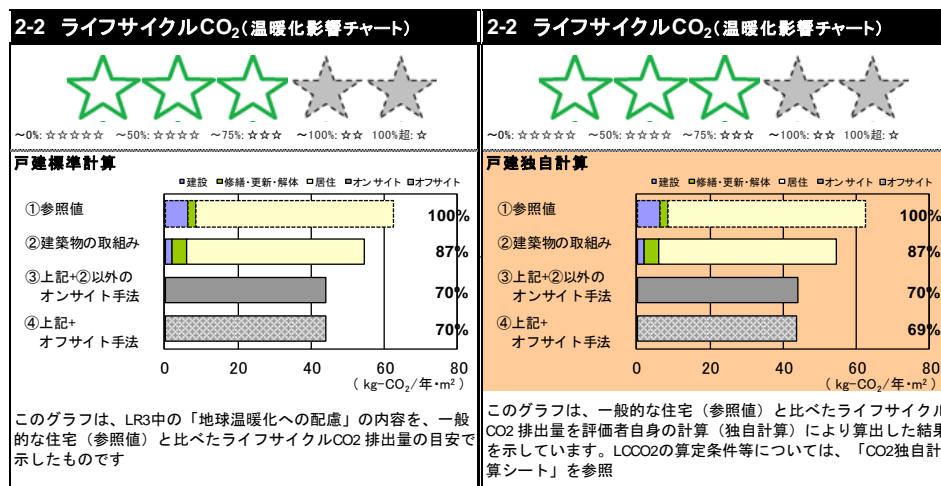 2-2 ライフサイクルCO₂(温暖化影響チャート)
～0%: ☆☆☆☆☆ ～50%: ☆☆☆☆ ～75%: ☆☆☆ ～100%: ☆☆ 100%超: ☆
戸建標準計算
■建設 ■修繕・更新・解体 □居住 ■オンサイト ■オフサイト
①参照値
100%
②建築物の取組み
87%
③上記+②以外の
オンサイト手法
70%
④上記+
オフサイト手法
70%
0 20 40 60 80
( kg-CO₂/年・m² )
このグラフは、LR3中の「地球温暖化への配慮」の内容を、一般
的な住宅（参照値）と比べたライフサイクルCO2 排出量の目安で
示したものです
2-2 ライフサイクルCO₂(温暖化影響チャート)
～0%: ☆☆☆☆☆ ～50%: ☆☆☆☆ ～75%: ☆☆☆ ～100%: ☆☆ 100%超: ☆
戸建独自計算
■建設 ■修繕・更新・解体 □居住 ■オンサイト ■オフサイト
①参照値
100%
②建築物の取組み
87%
③上記+②以外の
オンサイト手法
70%
④上記+
オフサイト手法
69%
0 20 40 60 80
( kg-CO₂/年・m² )
このグラフは、一般的な住宅（参照値）と比べたライフサイクル
CO2 排出量を評価者自身の計算（独自計算）により算出した結果
を示しています。LCCO2の算定条件等については、「CO2独自計
算シート」を参照